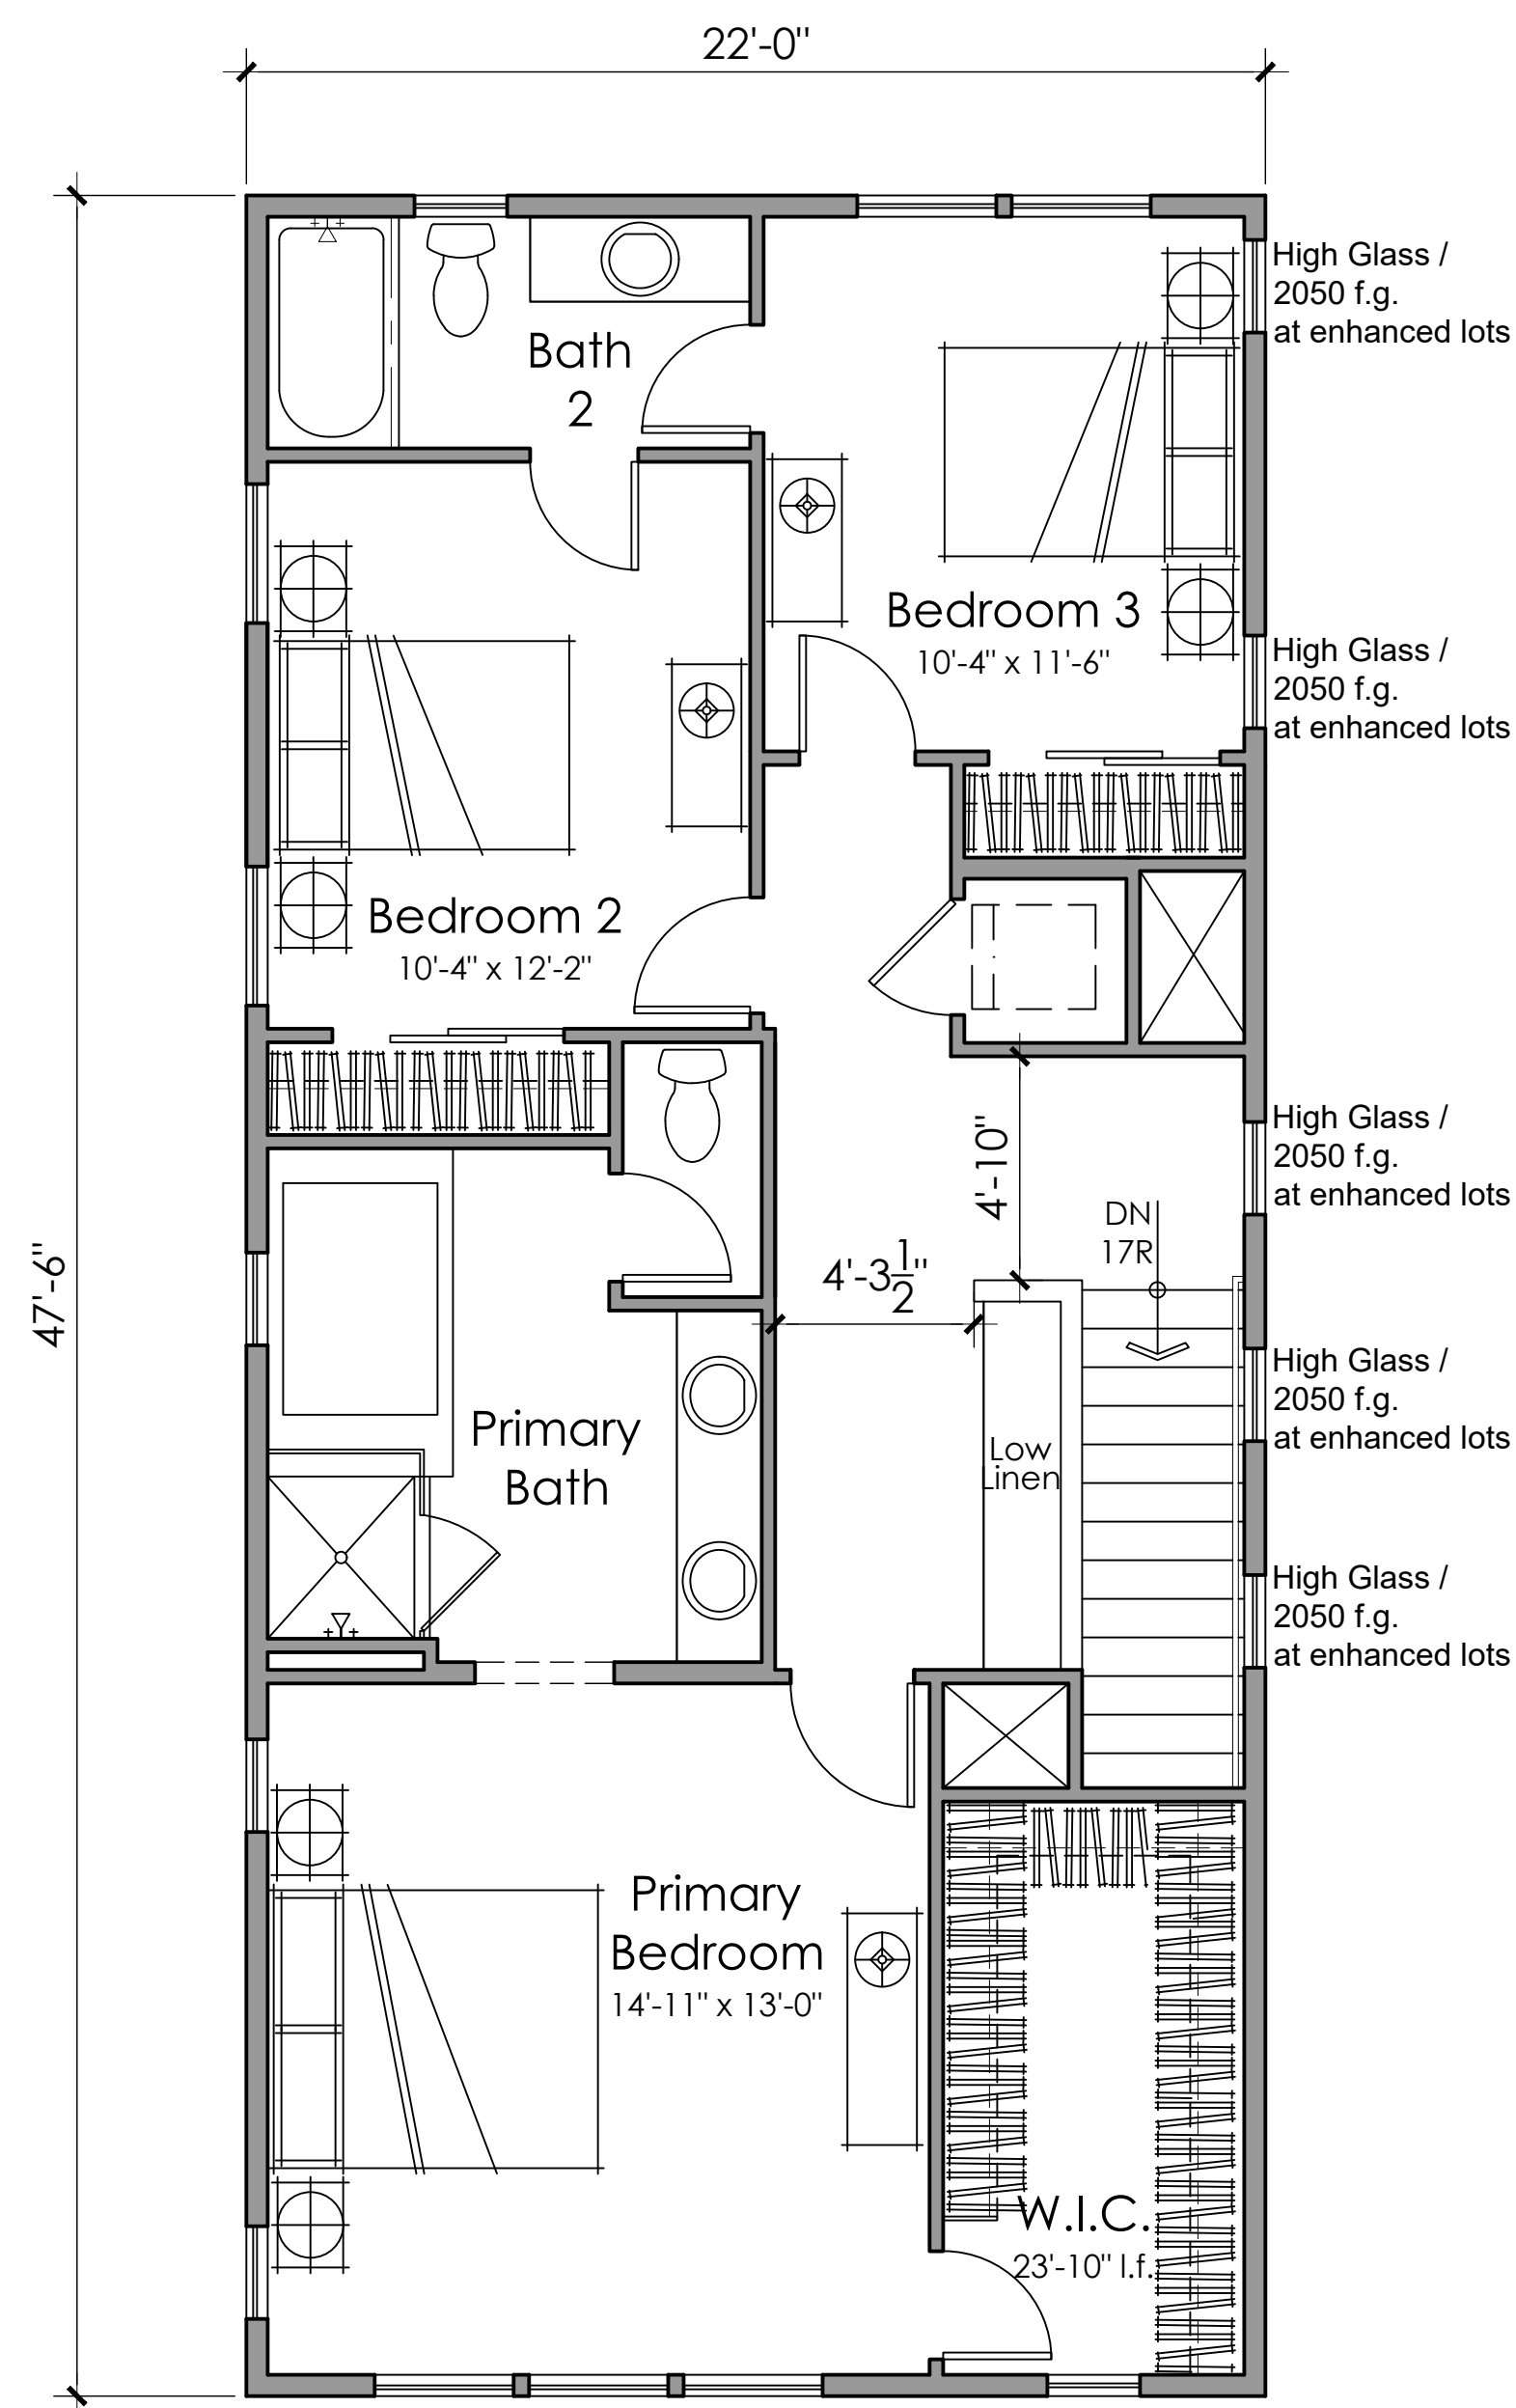 22'-0"
High Glass /
2050 f.g.
at enhanced lots
Bath
2
Bedroom 3
10'-4" x 11'-6"
High Glass /
2050 f.g.
at enhanced lots
Bedroom 2
10'-4" x 12'-2"
4'-10"
High Glass /
2050 f.g.
at enhanced lots
DN
17R
47'-6"
4'-3 1/2"
High Glass /
2050 f.g.
at enhanced lots
Primary
Bath
Low
Linen
High Glass /
2050 f.g.
at enhanced lots
Primary
Bedroom
14'-11" x 13'-0"
W.I.C.
23'-10" l.f.